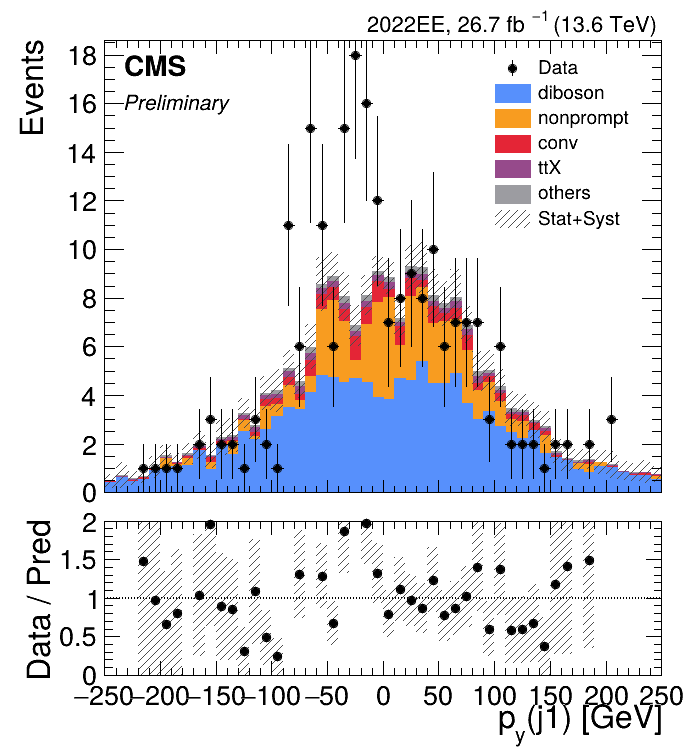 2022EE, 26.7 fb⁻¹ (13.6 TeV)
CMS
Preliminary
Events
18
16
14
12
10
8
6
4
2
0
Data
diboson
nonprompt
conv
ttX
others
Stat+Syst
Data / Pred
2
1.5
1
0.5
0
−250 −200 −150 −100 −50 0 50 100 150 200 250
p_y(j1) [GeV]